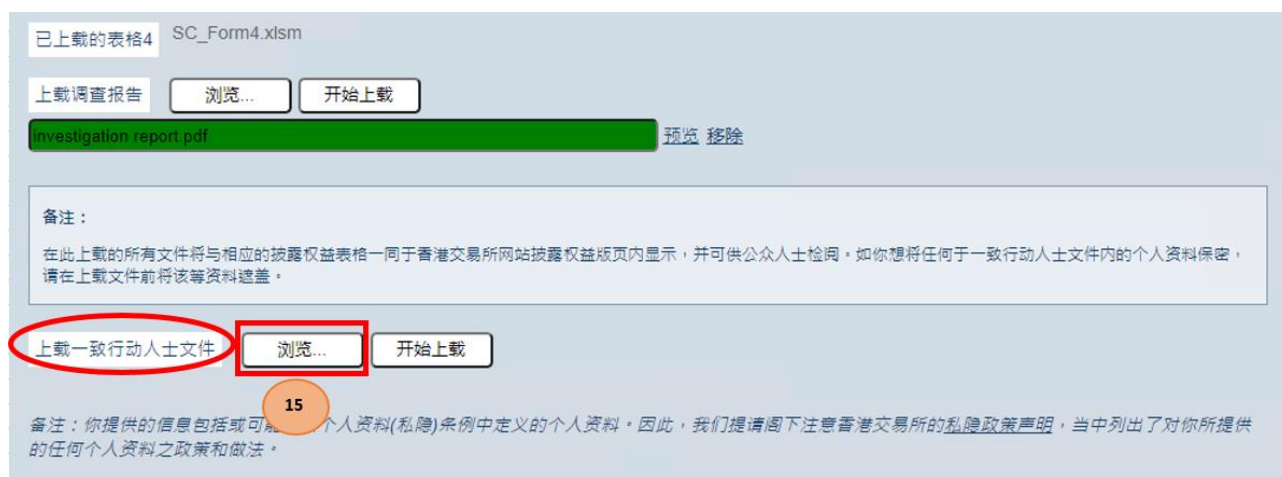 已上载的表格4 SC_Form4.xlsm
上载调查报告 浏览... 开始上载
investigation report.pdf 预览 移除
备注：
在此上载的所有文件将与相应的披露权益表格一同于香港交易所网站披露权益版页内显示，并可供公众人士检阅。如你想将任何于一致行动人士文件内的个人资料保密，
请在上载文件前将该等资料遮盖。
上载一致行动人士文件 浏览... 开始上载
15
备注：你提供的信息包括或可 个人资料(私隐)条例中定义的个人资料。因此，我们提请阁下注意香港交易所的私隐政策声明，当中列出了对你所提供
的任何个人资料之政策和做法。